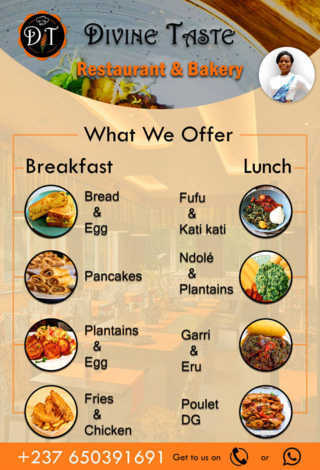 DT
DIVINE TASTE
Restaurant & Bakery
What We Offer
Breakfast
Bread
&
Egg
Pancakes
Plantains
&
Egg
Fries
&
Chicken
Lunch
Fufu
&
Kati kati
Ndolé
&
Plantains
Garri
&
Eru
Poulet
DG
+237 650391691 Get to us on or